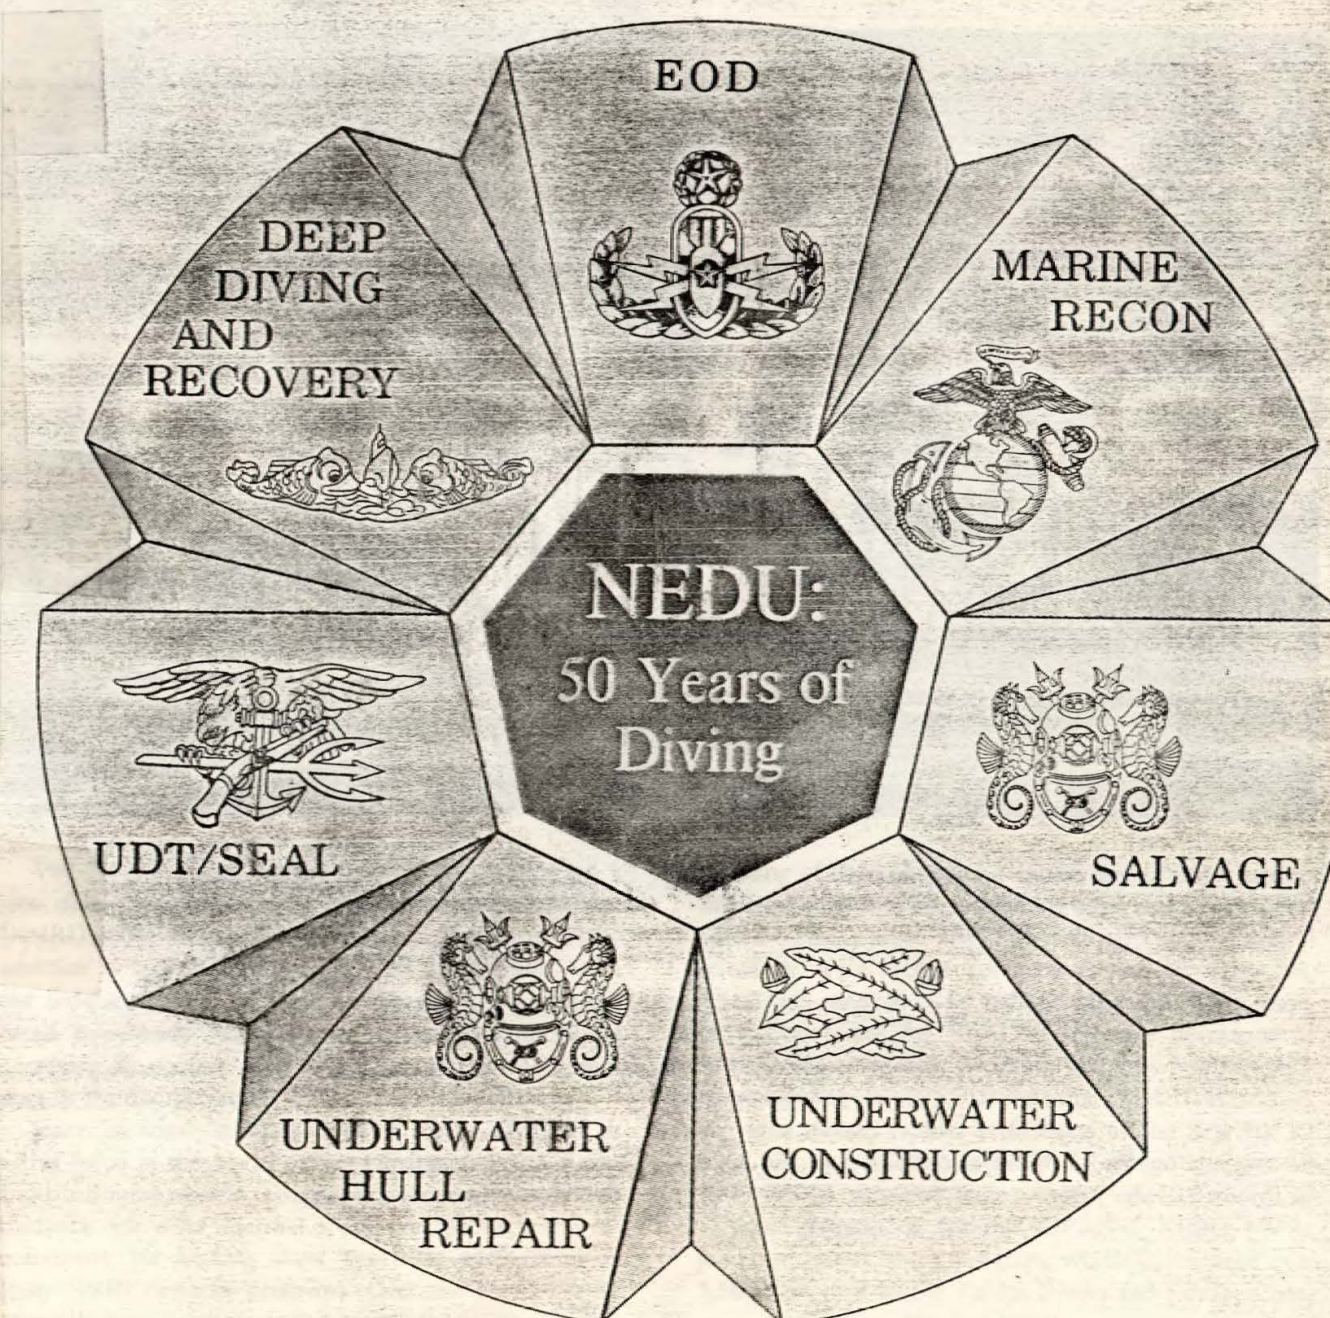 EOD
MARINE
RECON
SALVAGE
UNDERWATER
CONSTRUCTION
UNDERWATER
HULL
REPAIR
UDT/SEAL
DEEP
DIVING
AND
RECOVERY
NEDU:
50 Years of
Diving